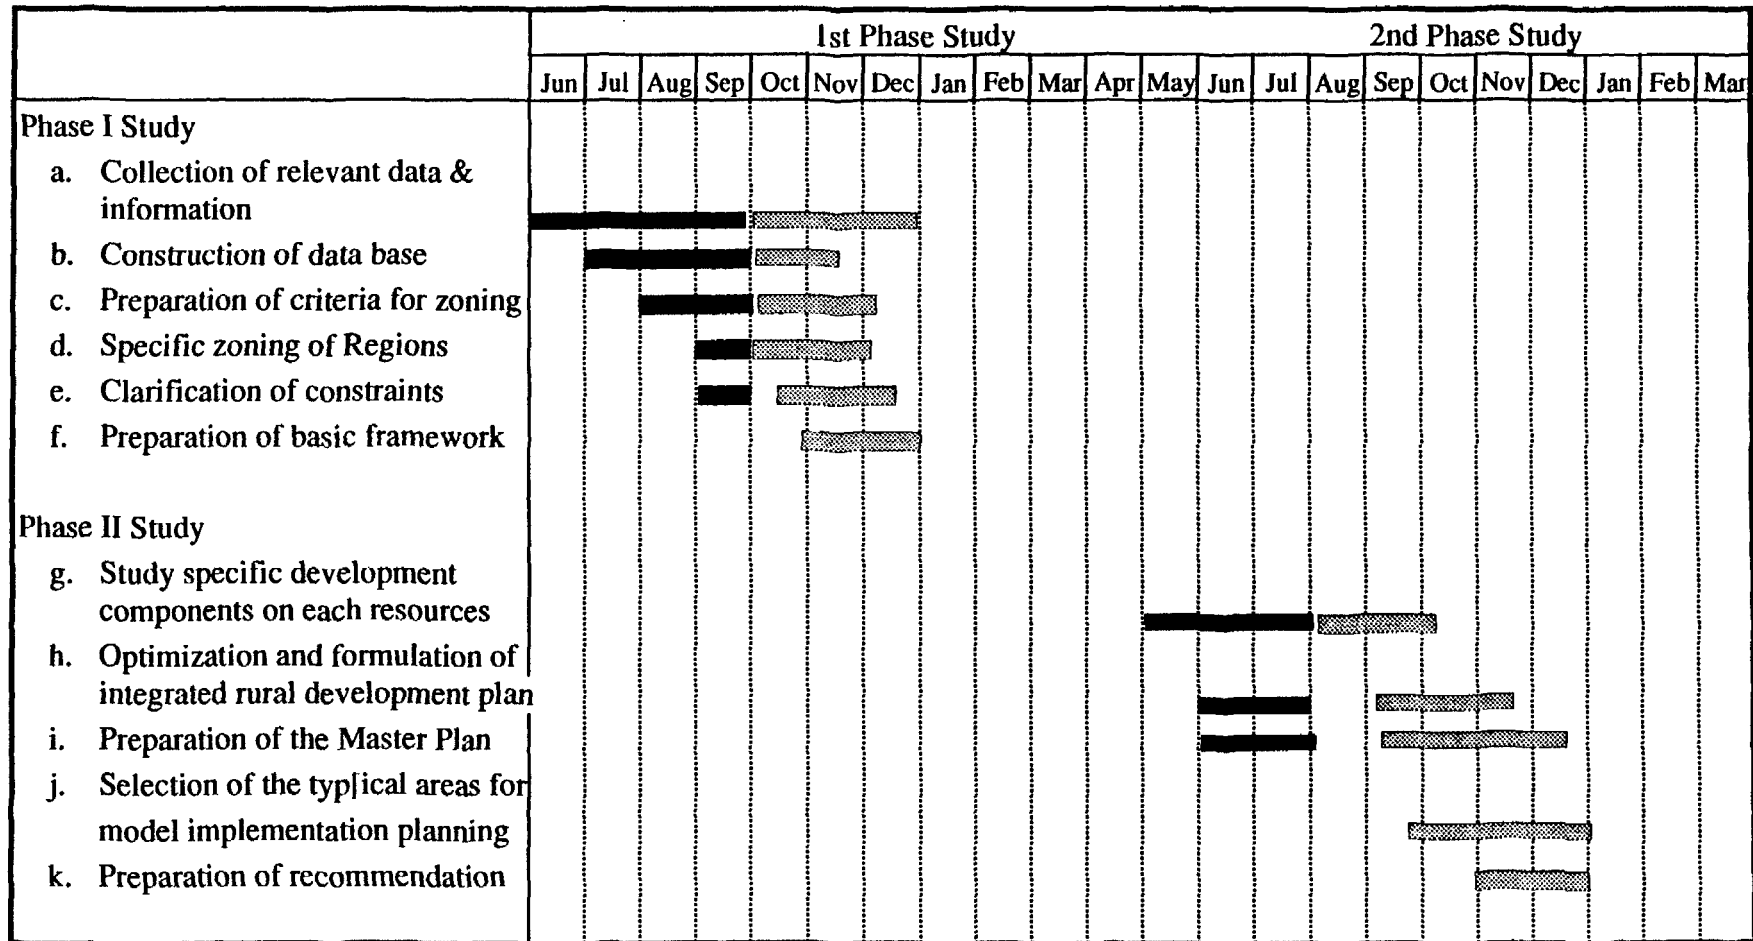 1st Phase Study 2nd Phase Study
Jun Jul Aug Sep Oct Nov Dec Jan Feb Mar Apr May Jun Jul Aug Sep Oct Nov Dec Jan Feb Mar
Phase I Study
a. Collection of relevant data &
information
b. Construction of data base
c. Preparation of criteria for zoning
d. Specific zoning of Regions
e. Clarification of constraints
f. Preparation of basic framework
Phase II Study
g. Study specific development
components on each resources
h. Optimization and formulation of
integrated rural development plan
i. Preparation of the Master Plan
j. Selection of the typ[ical areas for
model implementation planning
k. Preparation of recommendation